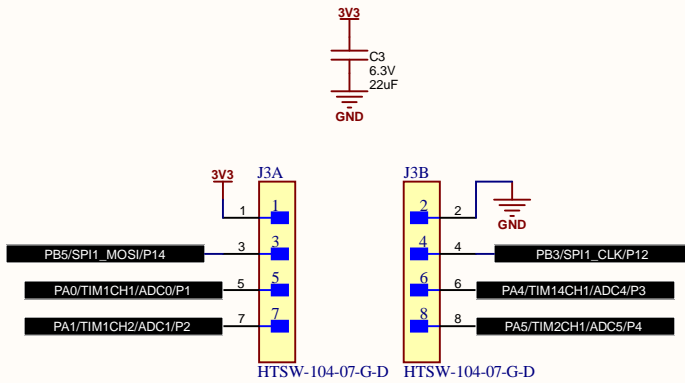 3V3
C3
6.3V
22uF
GND
J3A
J3B
3V3
1 1
2 2
GND
PB5/SPI1_MOSI/P14 3 3
4 4 PB3/SPI1_CLK/P12
PA0/TIM1CH1/ADC0/P1 5 5
6 6 PA4/TIM14CH1/ADC4/P3
PA1/TIM1CH2/ADC1/P2 7 7
8 8 PA5/TIM2CH1/ADC5/P4
HTSW-104-07-G-D
HTSW-104-07-G-D